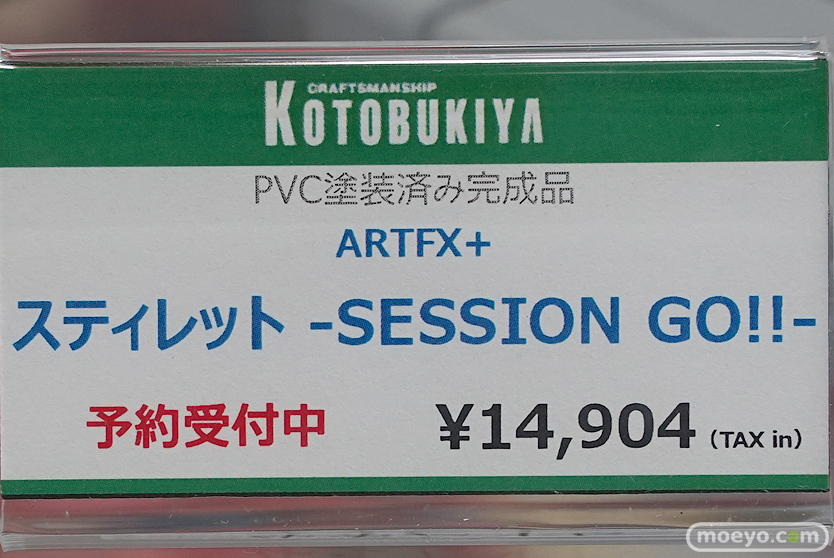 CRAFTSMANSHIP
KOTOBUKIYA
PVC塗装済み完成品
ARTFX+
スティレット -SESSION GO!!-
予約受付中 ¥14,904 (TAX in)
moeyo.com